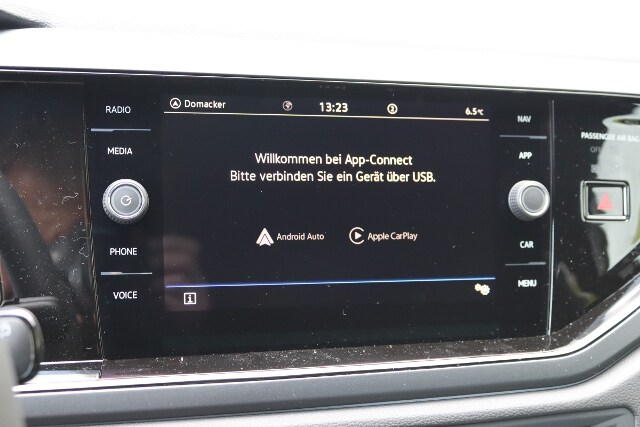 RADIO
MEDIA
PHONE
VOICE
Domacker
13:23
6.5°C
Willkommen bei App-Connect
Bitte verbinden Sie ein Gerät über USB.
Android Auto
Apple CarPlay
i
NAV
APP
CAR
MENU
PASSENGER AIR BAG
OFF